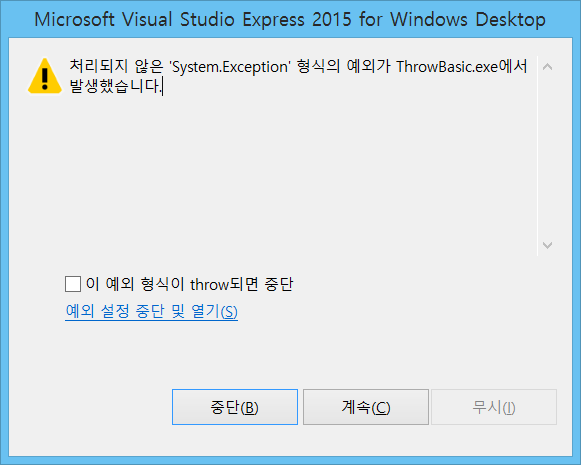 Microsoft Visual Studio Express 2015 for Windows Desktop
처리되지 않은 'System.Exception' 형식의 예외가 ThrowBasic.exe에서
발생했습니다.
이 예외 형식이 throw되면 중단
예외 설정 중단 및 열기(S)
중단(B) 계속(C) 무시(I)